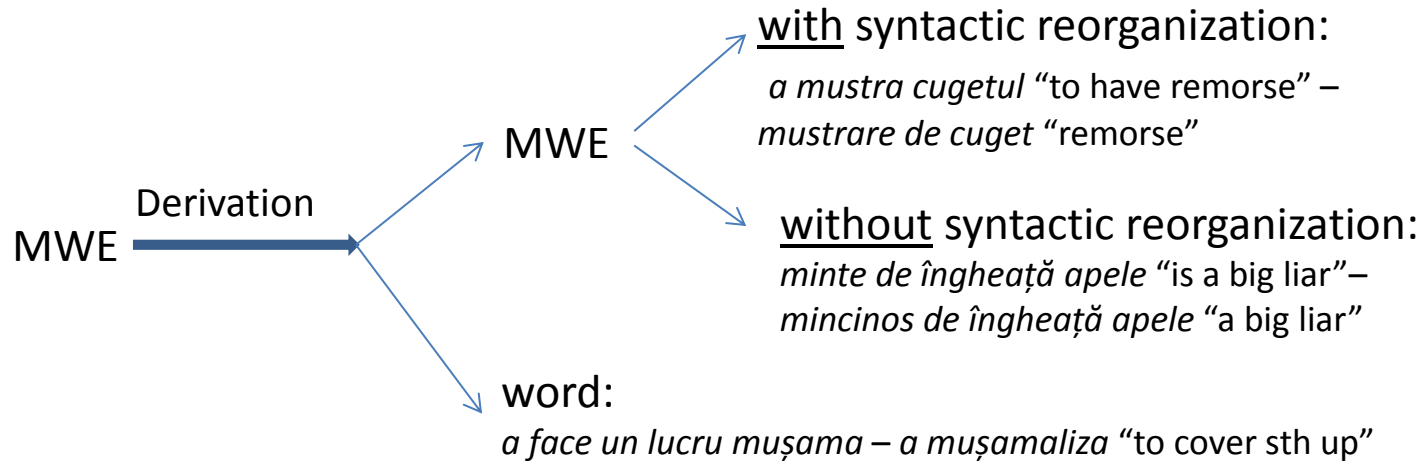 with syntactic reorganization:
a mustra cugetul “to have remorse” –
mustrare de cuget “remorse”
MWE
Derivation
MWE
without syntactic reorganization:
minte de îngheață apele “is a big liar”–
mincinos de îngheață apele “a big liar”
word:
a face un lucru mușama – a mușamaliza “to cover sth up”